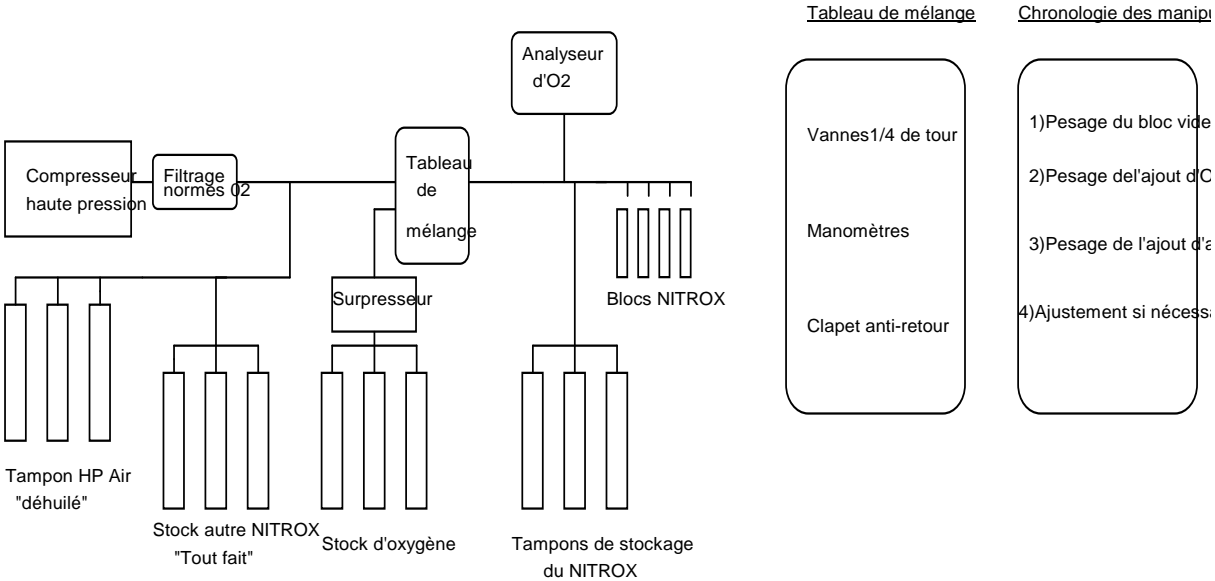 Tableau de mélange
Chronologie des
Analyseur
d'O2
Compresseur
haute pression
Filtrage
normes 02
Tableau
de
mélange
Surpresseur
Blocs NITROX
Tampon HP Air
"déhuilé"
Stock autre NITROX
"Tout fait"
Stock d'oxygène
Tampons de stockage
du NITROX
Vannes1/4 de tour
Manomètres
Clapet anti-retour
1)Pesage du bloc vide
2)Pesage del'ajout
3)Pesage de l'ajout
4)Ajustement si